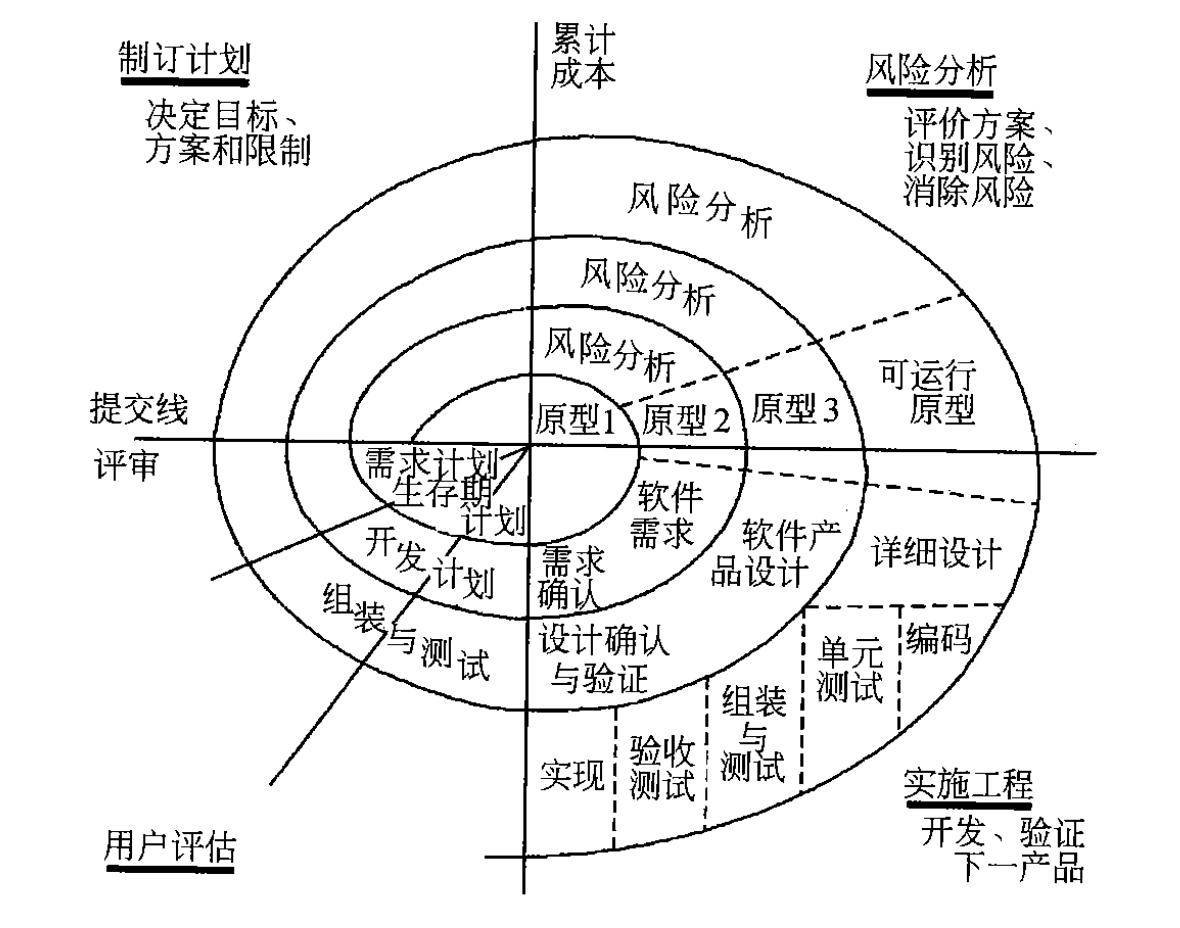 制订计划
决定目标、
方案和限制
累计
成本
风险分析
评价方案、
识别风险、
消除风险
风险分析
风险分析
风险分析
可运行
原型
原型3
原型2
原型1
提交线
评审
需求计划
生存期
计划
开发计划
组装与测试
需求
确认
软件
需求
软件产
品设计
详细设计
设计确认
与验证
实现
验收
测试
组装
与
测试
单元
测试
编码
用户评估
实施工程
开发、验证
下一产品